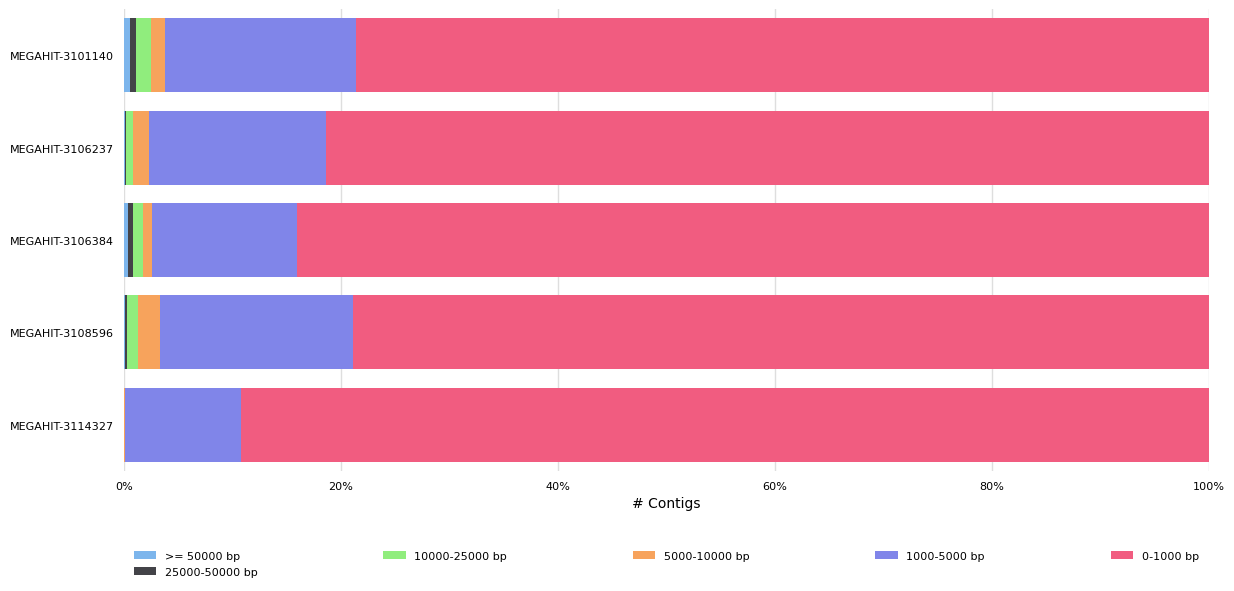 MEGAHIT-3101140
MEGAHIT-3106237
MEGAHIT-3106384
MEGAHIT-3108596
MEGAHIT-3114327
0% 20% 40% 60% 80% 100%
# Contigs
>= 50000 bp 10000-25000 bp 5000-10000 bp 1000-5000 bp 0-1000 bp
25000-50000 bp